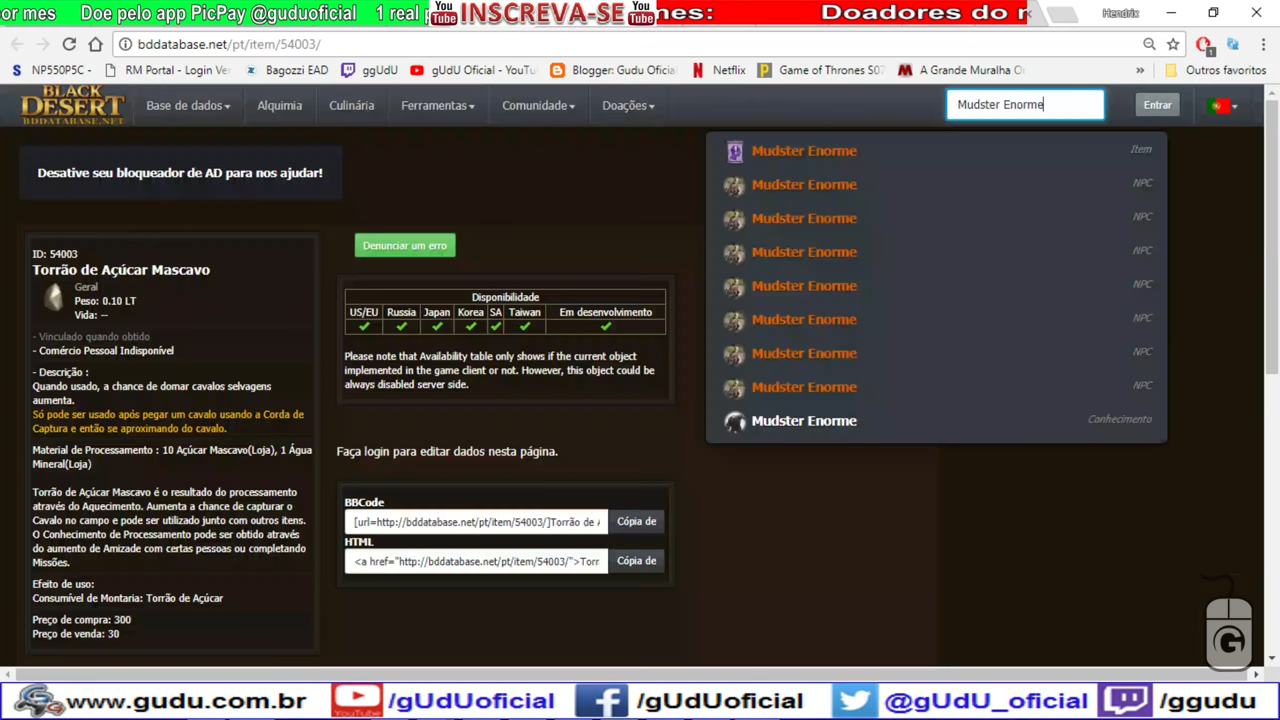 or mes Doe pelo app PicPay @guduoficial 1 real p
You Tube INSCREVA-SE You Tube
mes: Doadores do r
Hendrix
bddatabase.net/pt/item/54003/
NP550P5C - RM Portal - Login Ve Bagozzi EAD ggUdU gUdU Oficial - YouTu Blogger: Gudu Oficia Netflix Game of Thrones S07 A Grande Muralha Or » Outros favoritos
BLACK DESERT
BDDATABASE.NET
Base de dados Alquimia Culinária Ferramentas Comunidade Doações Mudster Enorme Entrar
Mudster Enorme Item
Mudster Enorme NPC
Mudster Enorme NPC
Mudster Enorme NPC
Mudster Enorme NPC
Mudster Enorme NPC
Mudster Enorme NPC
Mudster Enorme NPC
Mudster Enorme Conhecimento
Desative seu bloqueador de AD para nos ajudar!
ID: 54003
Torrão de Açúcar Mascavo
Geral
Peso: 0.10 LT
Vida: --
- Vinculado quando obtido
- Comércio Pessoal Indisponível
- Descrição :
Quando usado, a chance de domar cavalos selvagens
aumenta.
Só pode ser usado após pegar um cavalo usando a Corda de
Captura e então se aproximando do cavalo.
Material de Processamento : 10 Açúcar Mascavo(Loja), 1 Água
Mineral(Loja)
Torrão de Açúcar Mascavo é o resultado do processamento
através do Aquecimento. Aumenta a chance de capturar o
Cavalo no campo e pode ser utilizado junto com outros itens.
O Conhecimento de Processamento pode ser obtido através
do aumento de Amizade com certas pessoas ou completando
Missões.
Efeito de uso:
Consumível de Montaria: Torrão de Açúcar
Preço de compra: 300
Preço de venda: 30
Denunciar um erro
Disponibilidade
US/EU Russia Japan Korea SA Taiwan Em desenvolvimento
Please note that Availability table only shows if the current object
implemented in the game client or not. However, this object could be
always disabled server side.
Faça login para editar dados nesta página.
BBCode
[url=http://bddatabase.net/pt/item/54003/]Torrão de A Cópia de
HTML
<a href="http://bddatabase.net/pt/item/54003/">Torr Cópia de
www.gudu.com.br YouTube /gUdUoficial /gUdUoficial @gUdU_oficial /ggudu